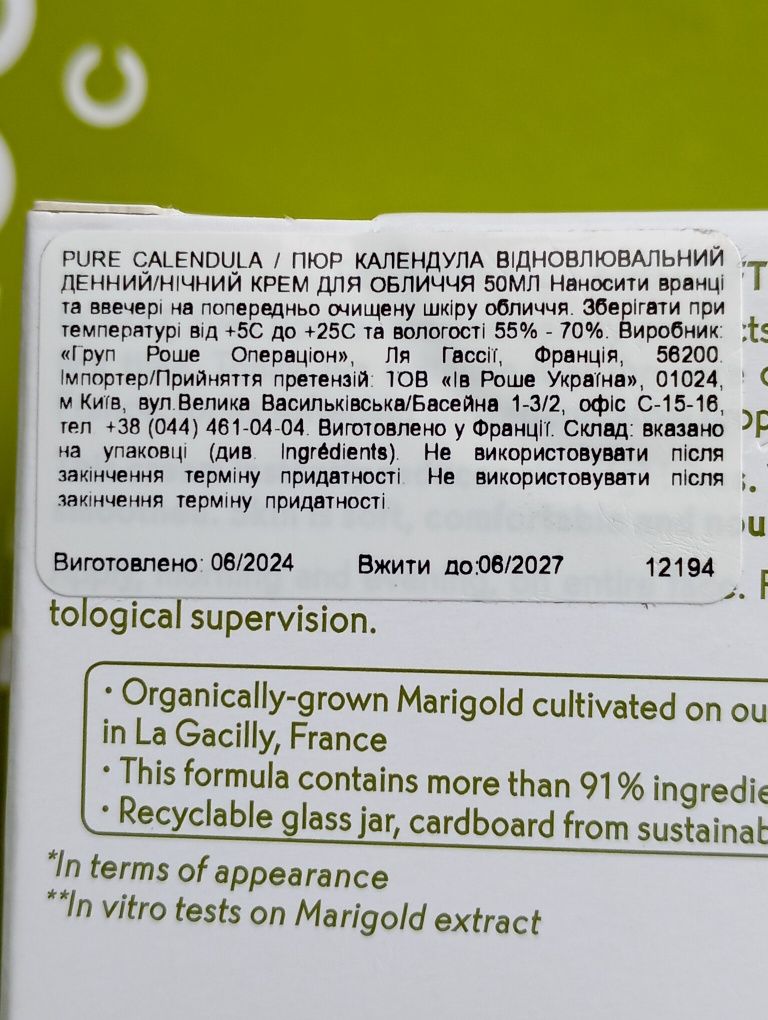 C
PURE CALENDULA / ПЮР КАЛЕНДУЛА ВІДНОВЛЮВАЛЬНИЙ
ДЕННИЙ/НІЧНИЙ КРЕМ ДЛЯ ОБЛИЧЧЯ 50МЛ Наносити вранці
та ввечері на попередньо очищену шкіру обличчя. Зберігати при
температурі від +5С до +25С та вологості 55% - 70%. Виробник:
«Груп Роше Операціон», Ля Гассії, Франція, 56200.
Імпортер/Прийняття претензій: ТОВ «Ів Роше Україна», 01024,
м Київ, вул.Велика Васильківська/Басейна 1-3/2, офіс С-15-16,
тел +38 (044) 461-04-04. Виготовлено у Франції. Склад: вказано
на упаковці (див. Ingrédients). Не використовувати після
закінчення терміну придатності. Не використовувати після
закінчення терміну придатності.
Виготовлено: 06/2024 Вжити до:06/2027 12194
tological supervision.
• Organically-grown Marigold cultivated on
in La Gacilly, France
• This formula contains more than 91%
• Recyclable glass jar, cardboard from
*In terms of appearance
**In vitro tests on Marigold extract